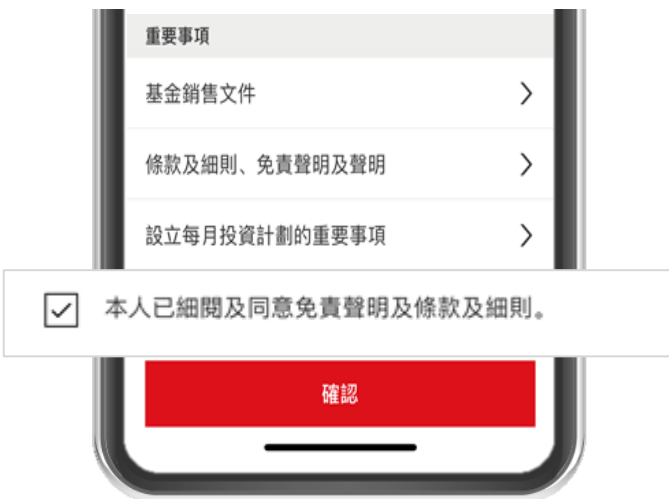 重要事項
基金銷售文件
條款及細則、免責聲明及聲明
設立每月投資計劃的重要事項
本人已細閱及同意免責聲明及條款及細則。
確認